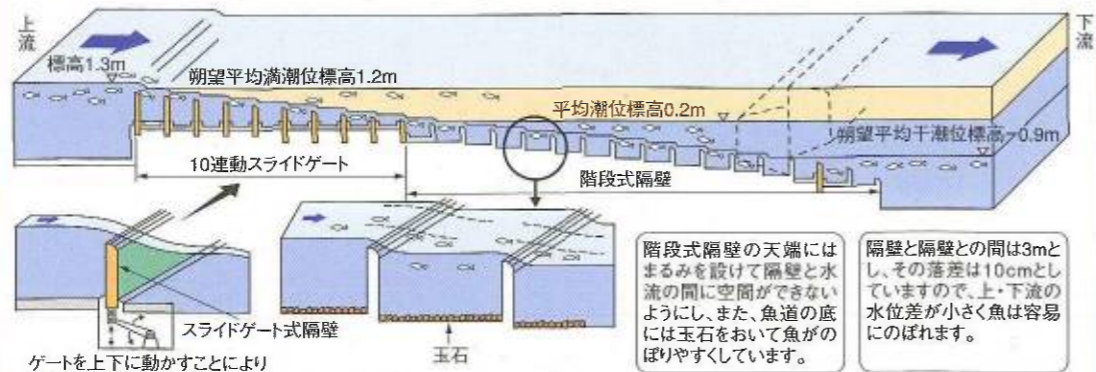 上流
下流
標高1.3m
朔望平均満潮位標高1.2m
平均潮位標高0.2m
朔望平均干潮位標高-0.9m
10連動スライドゲート
階段式隔壁
スライドゲート式隔壁
ゲートを上下に動かすことにより
玉石
階段式隔壁の天端には
まるみを設けて隔壁と水
流の間に空間ができない
ようにし、また、魚道の底
には玉石をおいて魚がの
ぼりやすくしています。
隔壁と隔壁との間は3mと
し、その落差は10cmとし
ていますので、上・下流の
水位差が小さく魚は容易
にのぼれます。